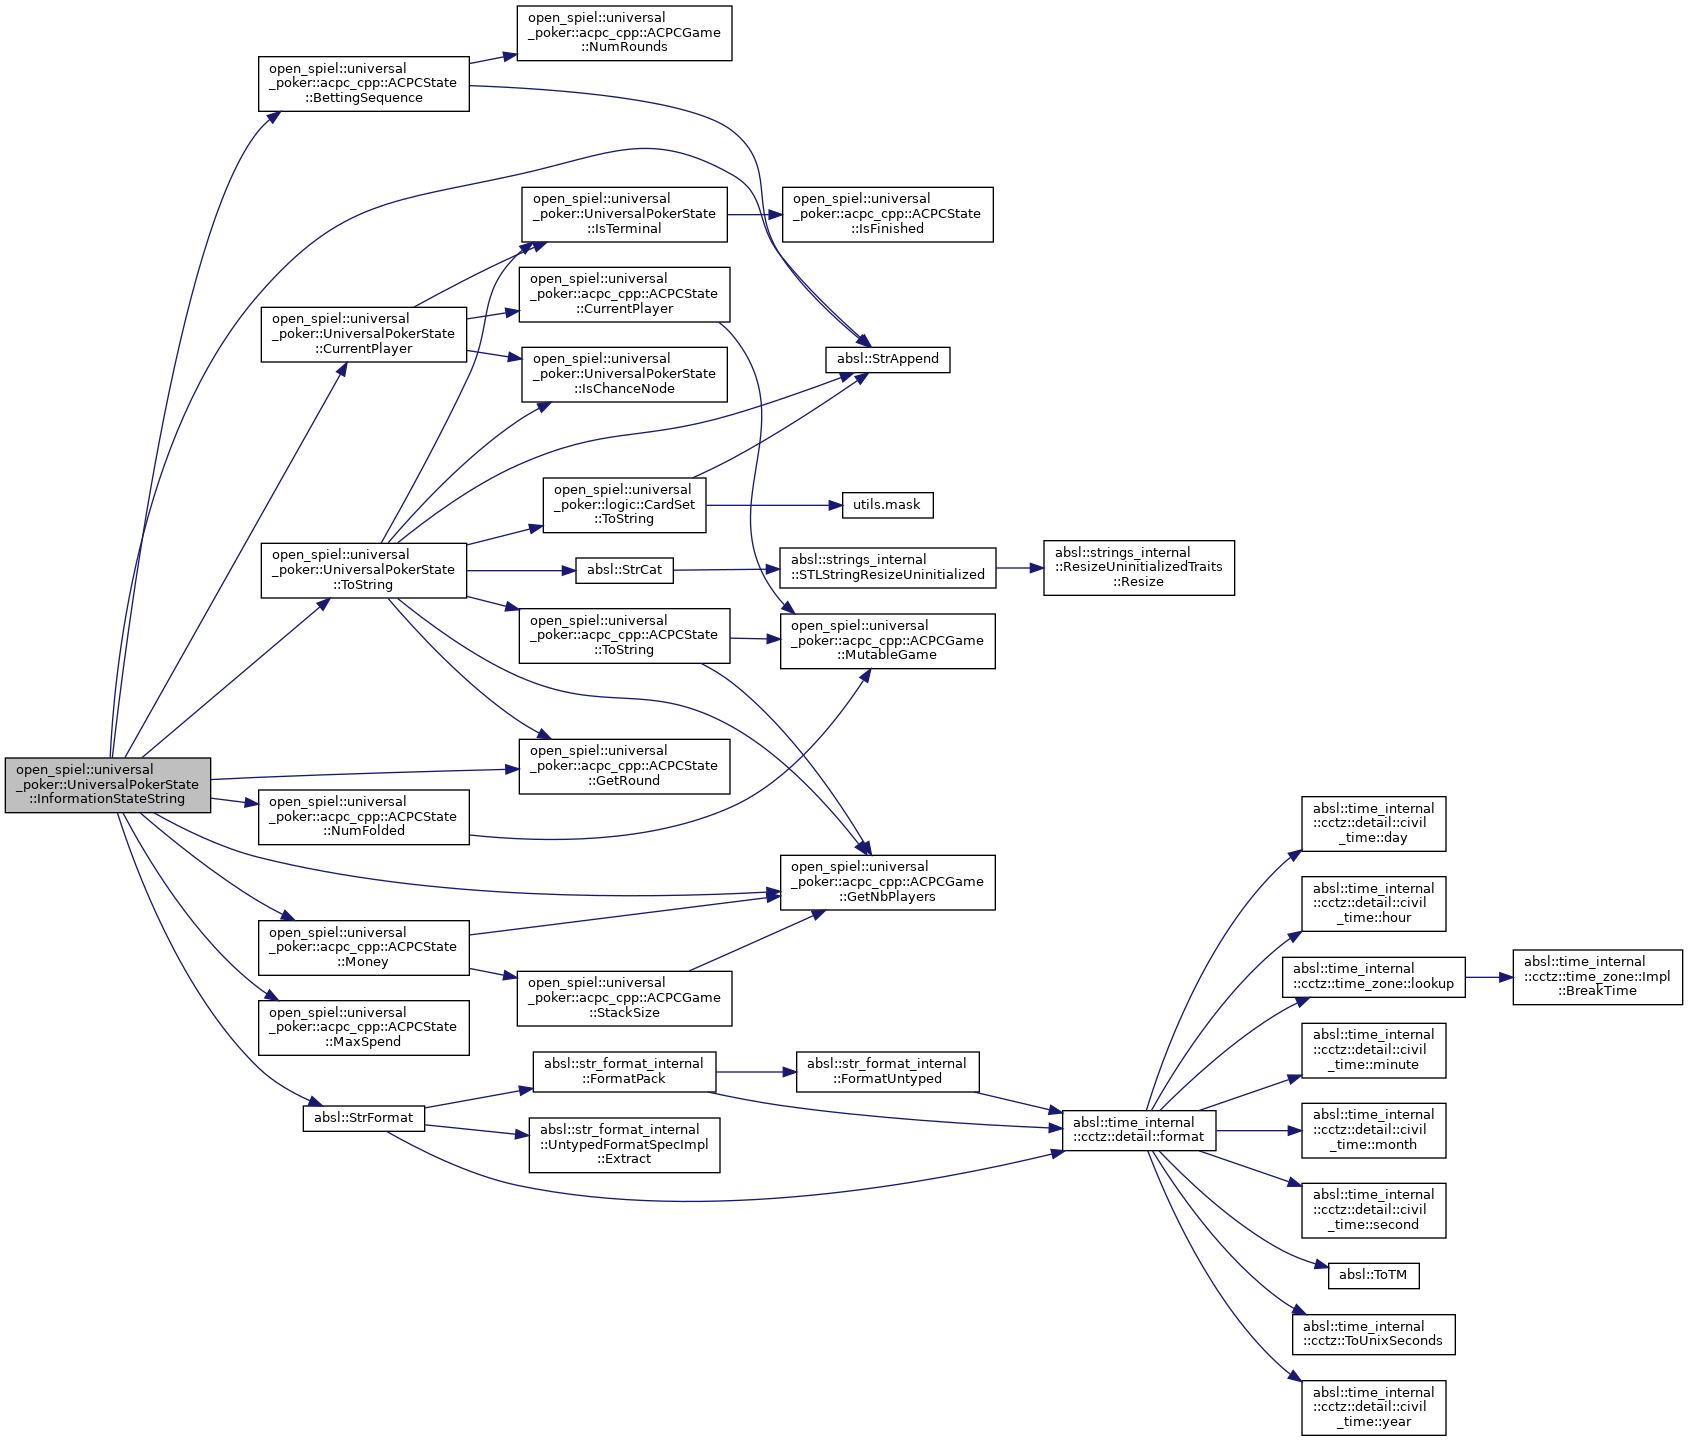 open_spiel::universal
_poker::acpc_cpp::ACPCGame
::NumRounds
open_spiel::universal
_poker::acpc_cpp::ACPCState
::BettingSequence
open_spiel::universal
_poker::UniversalPokerState
::IsTerminal
open_spiel::universal
_poker::acpc_cpp::ACPCState
::IsFinished
open_spiel::universal
_poker::acpc_cpp::ACPCState
::CurrentPlayer
open_spiel::universal
_poker::UniversalPokerState
::CurrentPlayer
open_spiel::universal
_poker::UniversalPokerState
::IsChanceNode
absl::StrAppend
open_spiel::universal
_poker::logic::CardSet
::ToString
utils.mask
open_spiel::universal
_poker::UniversalPokerState
::ToString
absl::StrCat
absl::strings_internal
::STLStringResizeUninitialized
absl::strings_internal
::ResizeUninitializedTraits
::Resize
open_spiel::universal
_poker::acpc_cpp::ACPCState
::ToString
open_spiel::universal
_poker::acpc_cpp::ACPCGame
::MutableGame
open_spiel::universal
_poker::acpc_cpp::ACPCState
::GetRound
open_spiel::universal
_poker::UniversalPokerState
::InformationStateString
open_spiel::universal
_poker::acpc_cpp::ACPCState
::NumFolded
open_spiel::universal
_poker::acpc_cpp::ACPCGame
::GetNbPlayers
open_spiel::universal
_poker::acpc_cpp::ACPCState
::Money
open_spiel::universal
_poker::acpc_cpp::ACPCGame
::StackSize
open_spiel::universal
_poker::acpc_cpp::ACPCState
::MaxSpend
absl::StrFormat
absl::str_format_internal
::FormatPack
absl::str_format_internal
::FormatUntyped
absl::str_format_internal
::UntypedFormatSpecImpl
::Extract
absl::time_internal
::cctz::detail::format
absl::time_internal
::cctz::detail::civil
_time::day
absl::time_internal
::cctz::detail::civil
_time::hour
absl::time_internal
::cctz::time_zone::lookup
absl::time_internal
::cctz::time_zone::Impl
::BreakTime
absl::time_internal
::cctz::detail::civil
_time::minute
absl::time_internal
::cctz::detail::civil
_time::month
absl::time_internal
::cctz::detail::civil
_time::second
absl::ToTM
absl::time_internal
::cctz::ToUnixSeconds
absl::time_internal
::cctz::detail::civil
_time::year